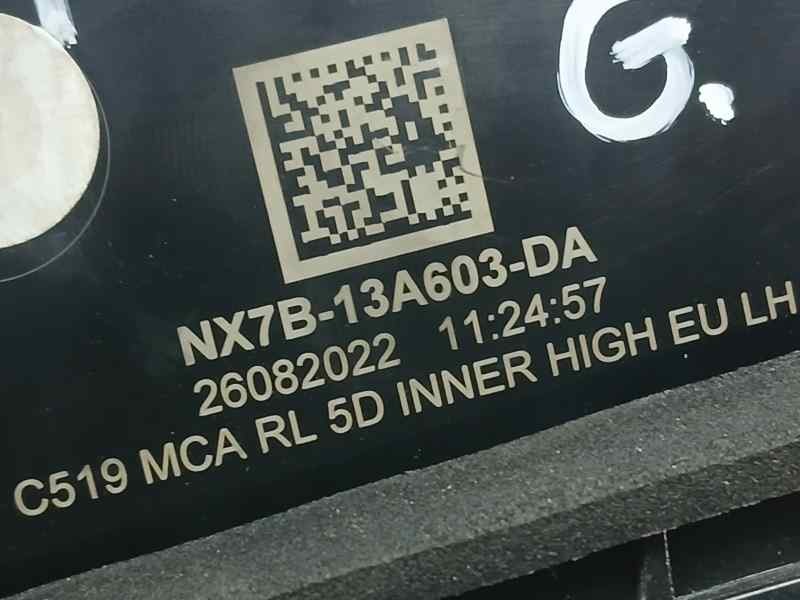 G.
NX7B-13A603-DA
26082022 11:24:57
C519 MCA RL 5D INNER HIGH EU LH